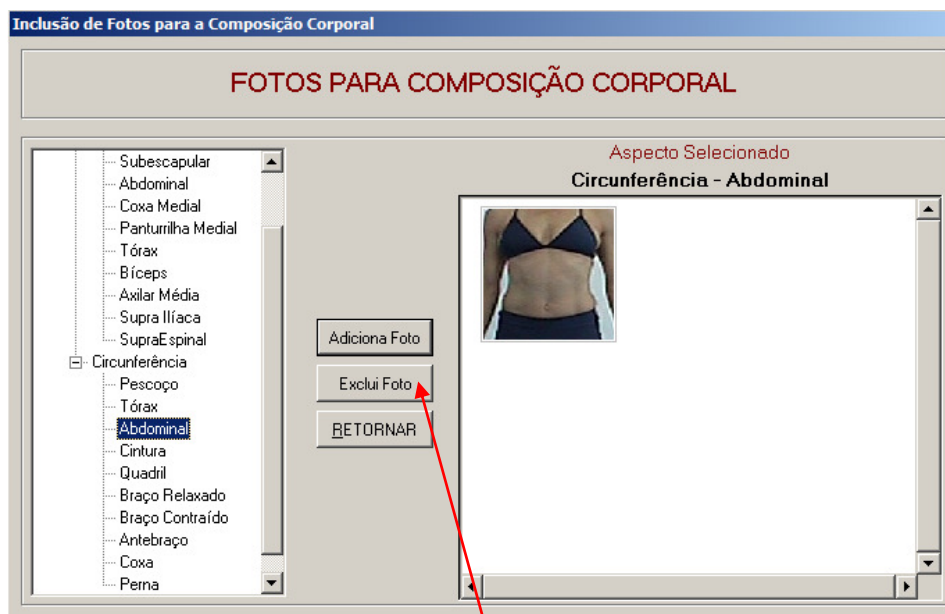 Inclusão de Fotos para a Composição Corporal
FOTOS PARA COMPOSIÇÃO CORPORAL
Subescapular
Abdominal
Coxa Medial
Panturrilha Medial
Tórax
Bíceps
Axilar Média
Supra Ilíaca
SupraEspinal
Circunferência
Pescoço
Tórax
Abdominal
Cintura
Quadril
Braço Relaxado
Braço Contraído
Antebraço
Coxa
Perna
Adiciona Foto
Exclui Foto
RETORNAR
Aspecto Selecionado
Circunferência - Abdominal